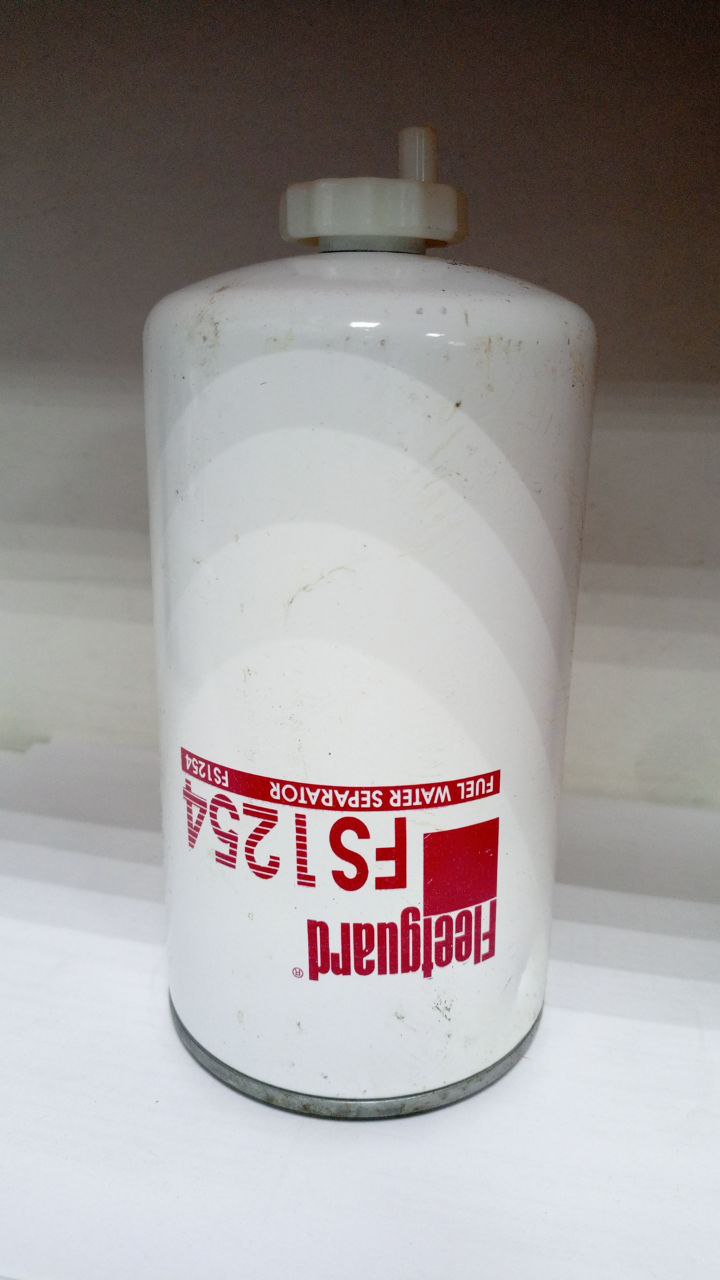 Fleetguard®
FS1254
FUEL WATER SEPARATOR FS1254